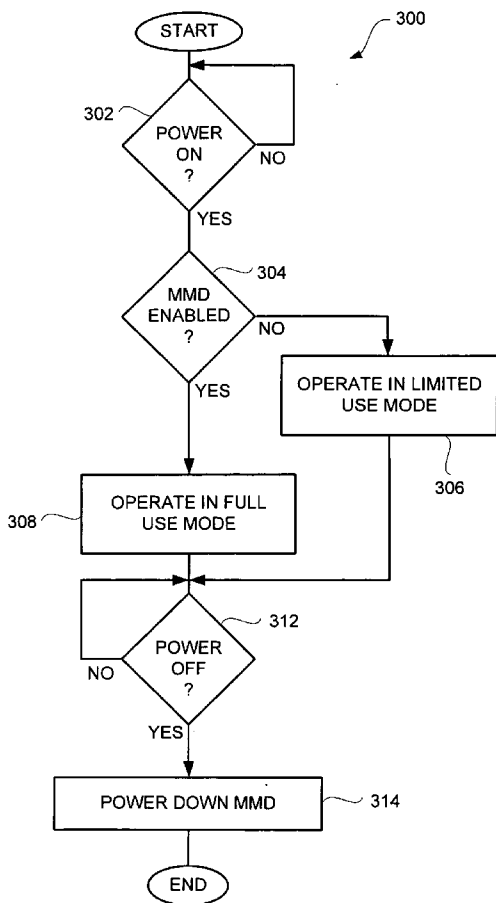 START
300
302
POWER
ON
?
NO
YES
304
MMD
ENABLED
?
NO
YES
OPERATE IN LIMITED
USE MODE
306
308
OPERATE IN FULL
USE MODE
312
POWER
OFF
?
NO
YES
POWER DOWN MMD
314
END